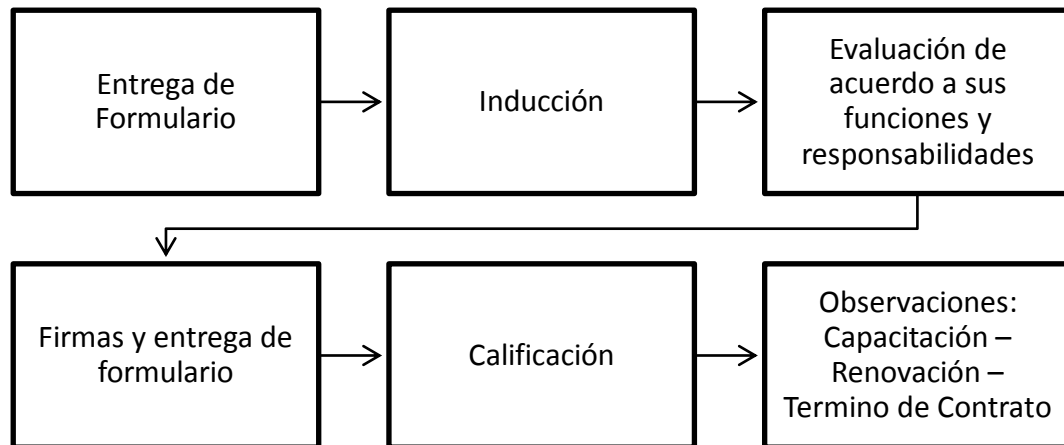 Entrega de
Formulario
Inducción
Evaluación de
acuerdo a sus
funciones y
responsabilidades
Firmas y entrega de
formulario
Calificación
Observaciones:
Capacitación –
Renovación –
Termino de Contrato